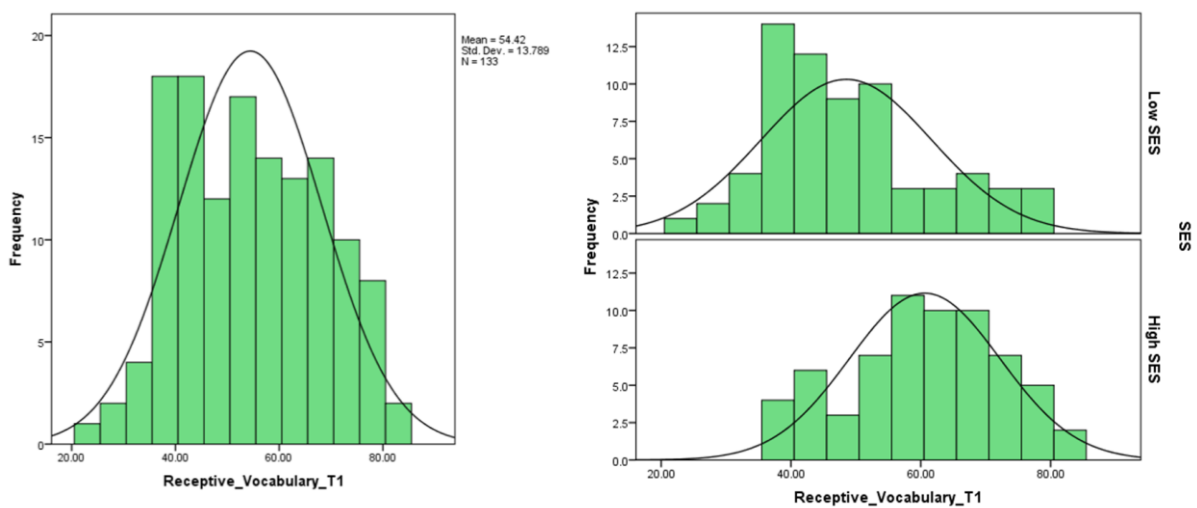 Mean = 54.42
Std. Dev. = 13.789
N = 133
20
15
10
5
0
Frequency
20.00 40.00 60.00 80.00
Receptive_Vocabulary_T1
12.5
10.0
7.5
5.0
2.5
0.0
Low SES
12.5
10.0
7.5
5.0
2.5
0.0
High SES
Frequency
SES
20.00 40.00 60.00 80.00
Receptive_Vocabulary_T1